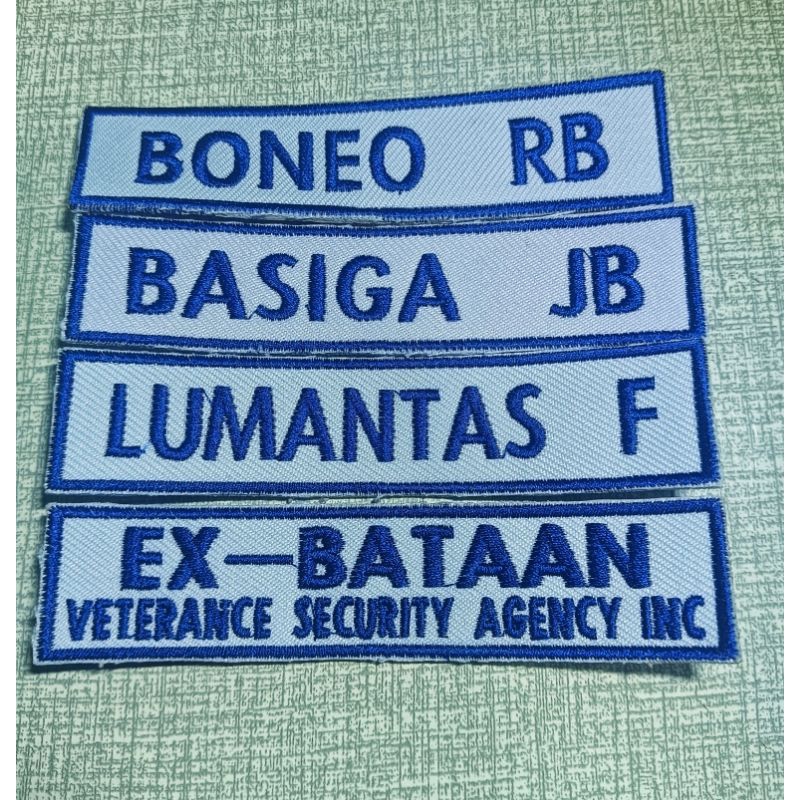 BONEO RB
BASIGA JB
LUMANTAS F
EX-BATAAN
VETERANCE SECURITY AGENCY INC